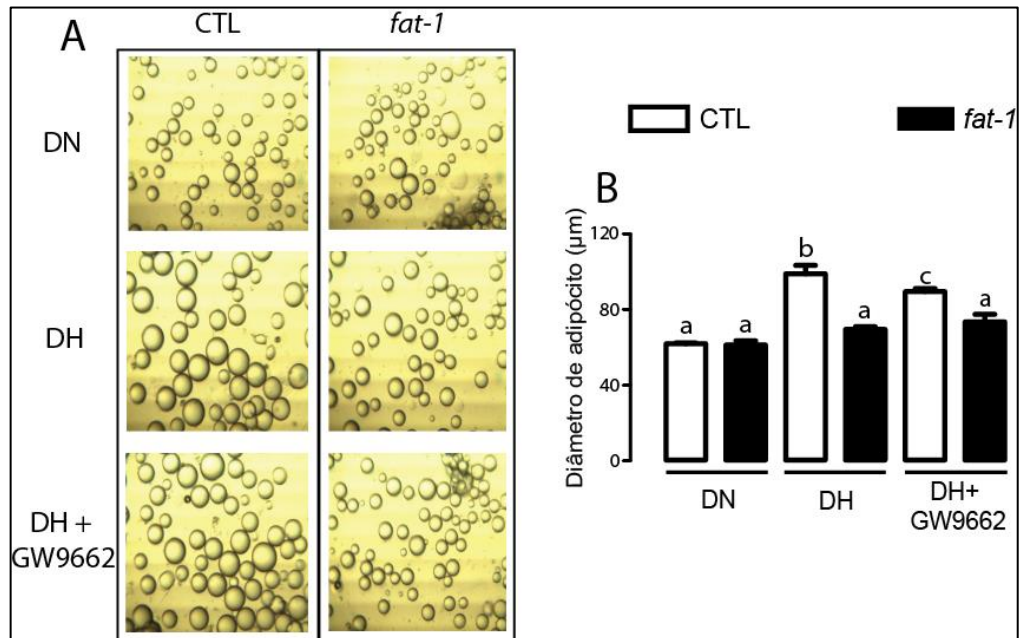 A
CTL
fat-1
DN
DH
DH +
GW9662
CTL
fat-1
B
Diâmetro de adipócito (µm)
120
80
40
0
a
a
b
a
c
a
DN
DH
DH+
GW9662